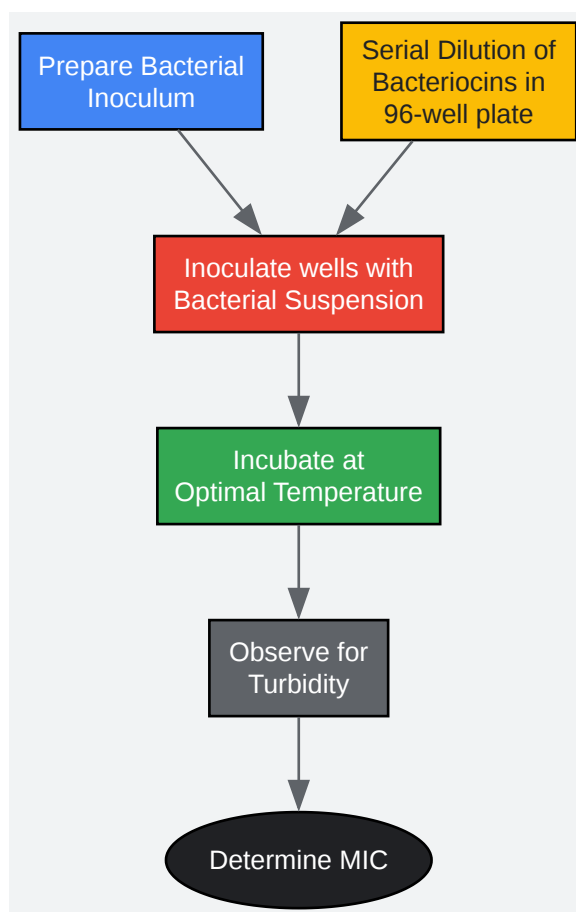 Prepare Bacterial
Inoculum
Serial Dilution of
Bacteriocins in
96-well plate
Inoculate wells with
Bacterial Suspension
Incubate at
Optimal Temperature
Observe for
Turbidity
Determine MIC